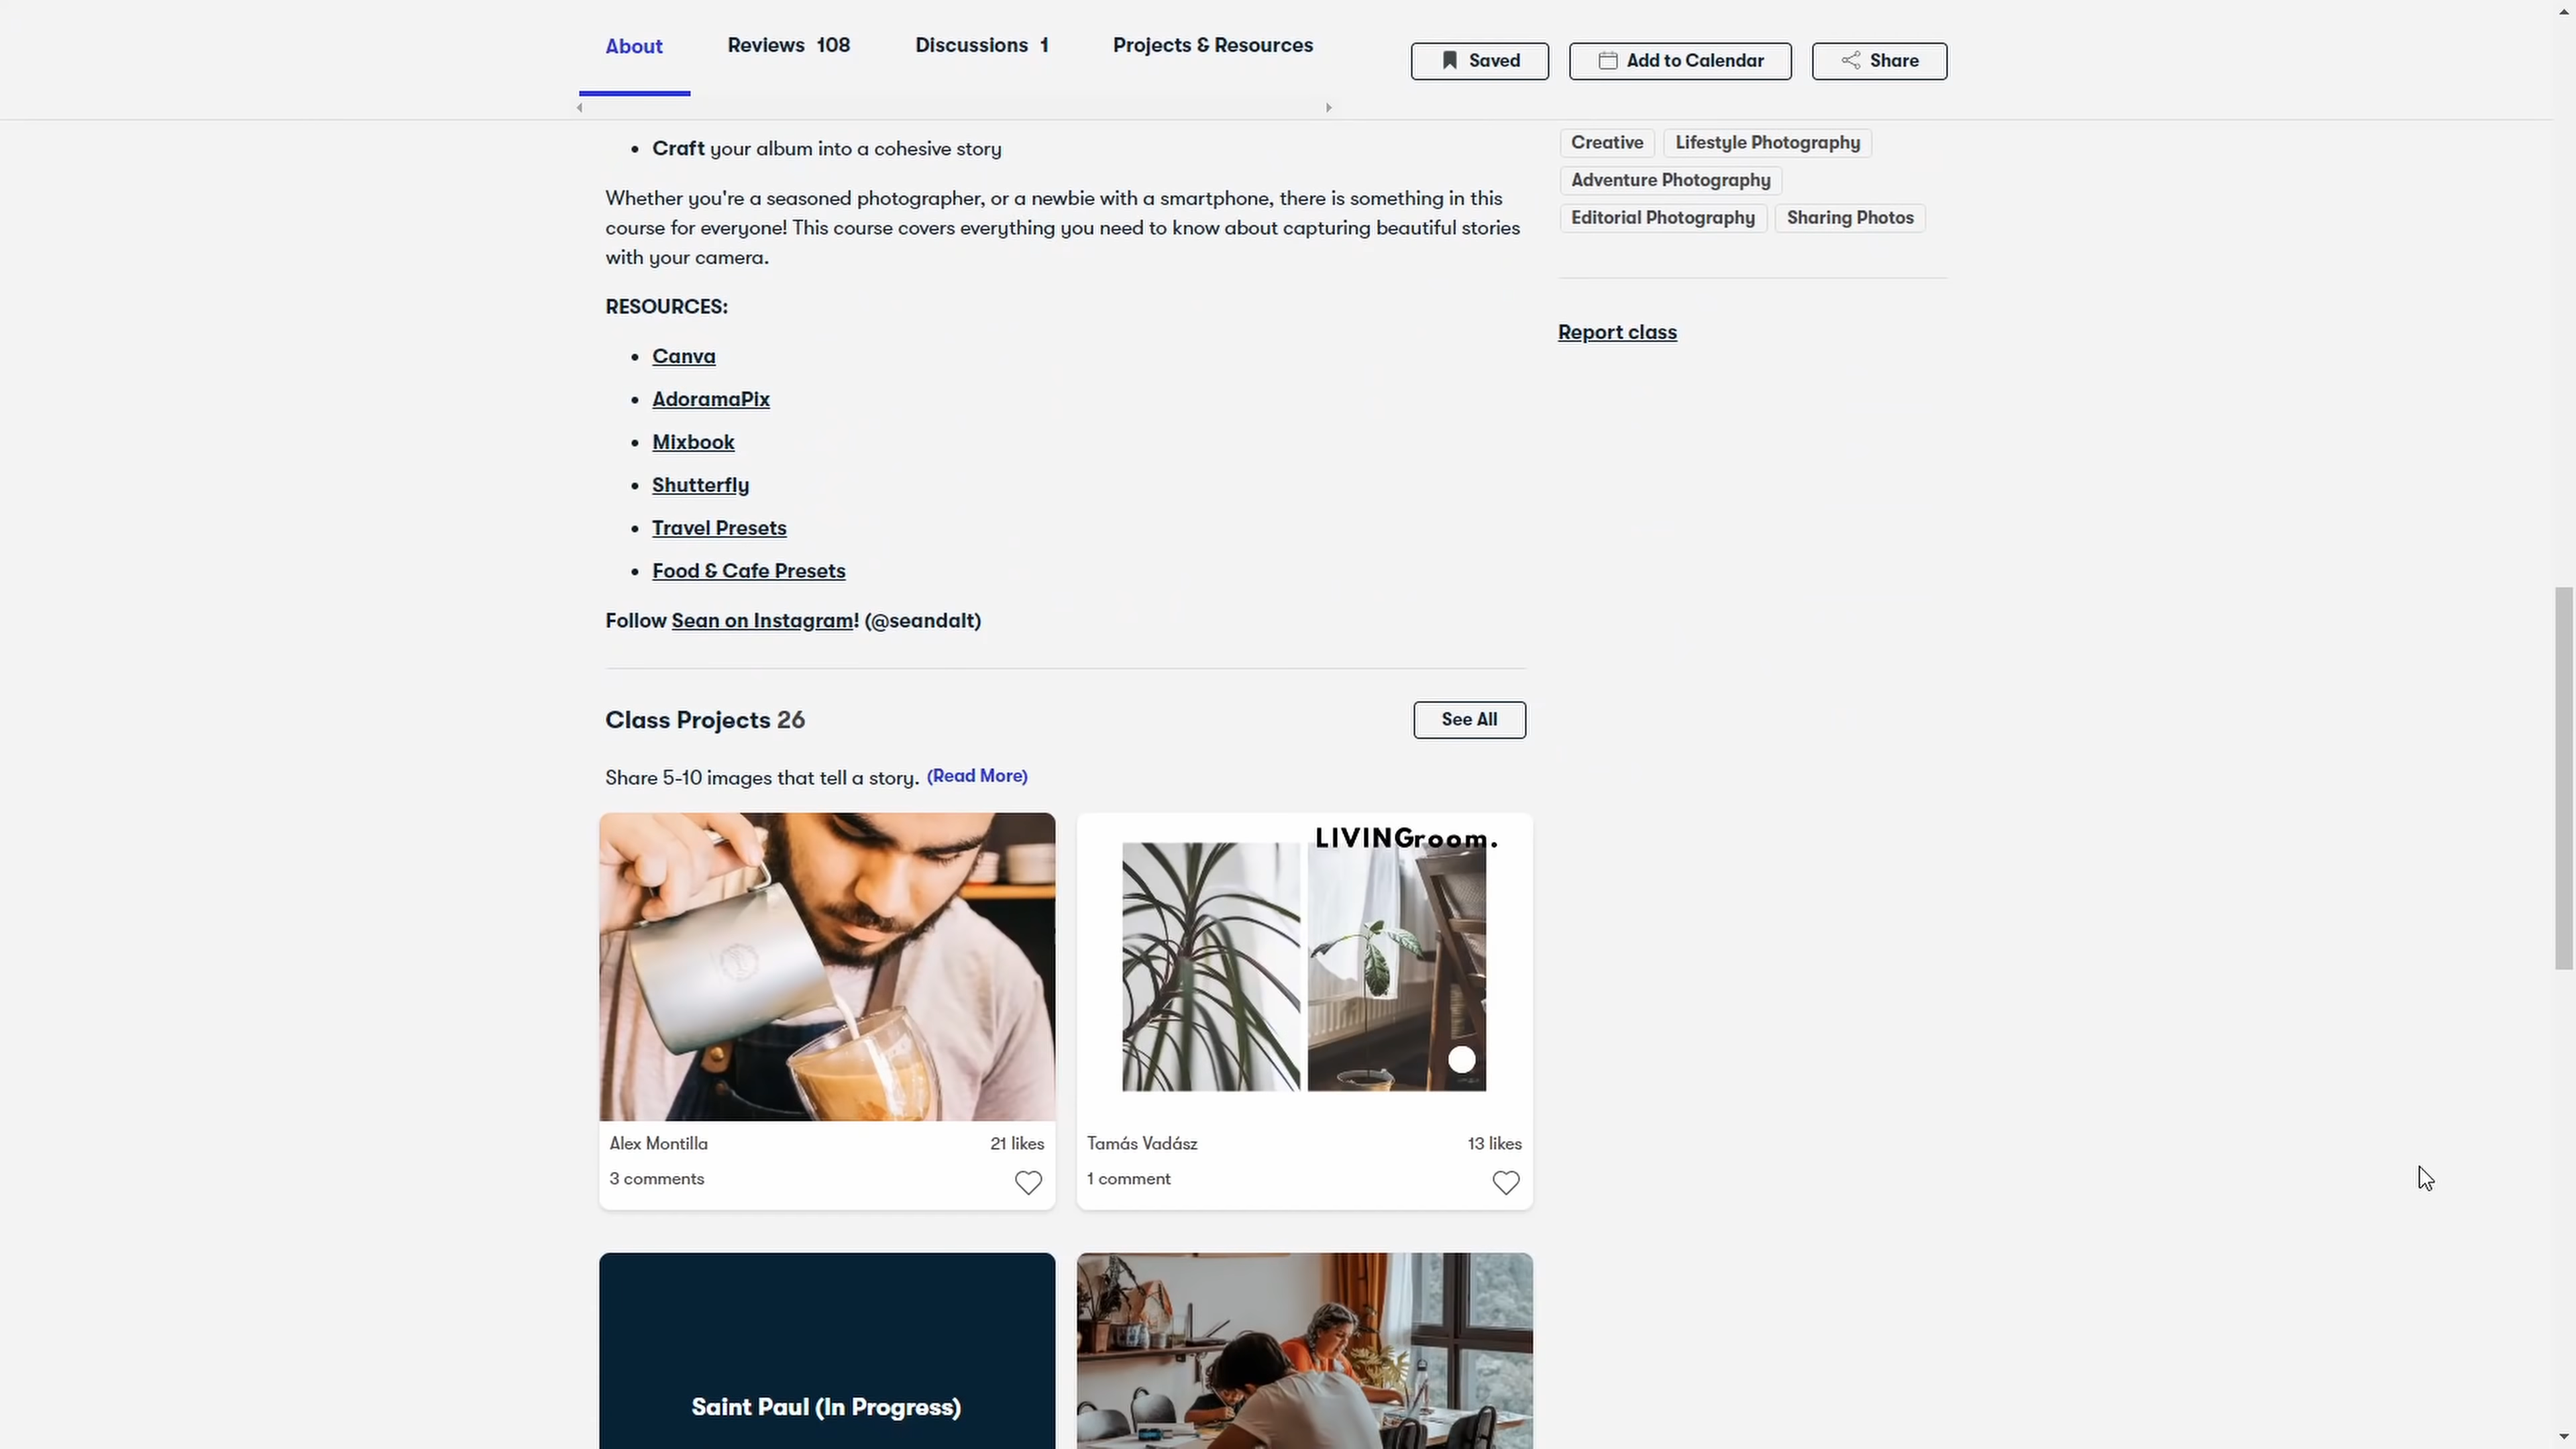 About
Reviews 108
Discussions 1
Projects & Resources
Saved
Add to Calendar
Share
Craft your album into a cohesive story
Whether you're a seasoned photographer, or a newbie with a smartphone, there is something in this
course for everyone! This course covers everything you need to know about capturing beautiful stories
with your camera.
RESOURCES:
Canva
AdoramaPix
Mixbook
Shutterfly
Travel Presets
Food & Cafe Presets
Follow Sean on Instagram! (@seandalt)
Creative
Lifestyle Photography
Adventure Photography
Editorial Photography
Sharing Photos
Report class
Class Projects 26
See All
Share 5-10 images that tell a story. (Read More)
LIVINGroom.
Alex Montilla
21 likes
3 comments
Tamás Vadász
13 likes
1 comment
Saint Paul (In Progress)